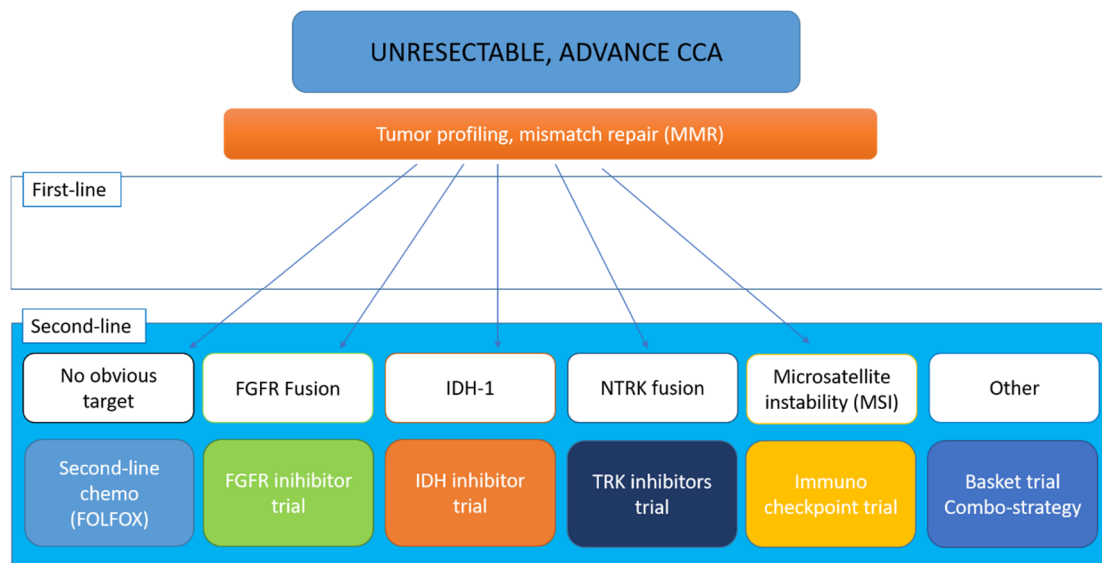 UNRESECTABLE, ADVANCE CCA
Tumor profiling, mismatch repair (MMR)
First-line
Second-line
No obvious
target
FGFR Fusion
IDH-1
NTRK fusion
Microsatellite
instability (MSI)
Other
Second-line
chemo
(FOLFOX)
FGFR inihibitor
trial
IDH inhibitor
trial
TRK inhibitors
trial
Immuno
checkpoint trial
Basket trial
Combo-strategy